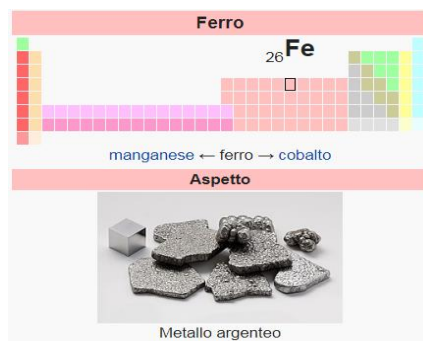 Ferro
26Fe
manganese ← ferro → cobalto
Aspetto
Metallo argenteo